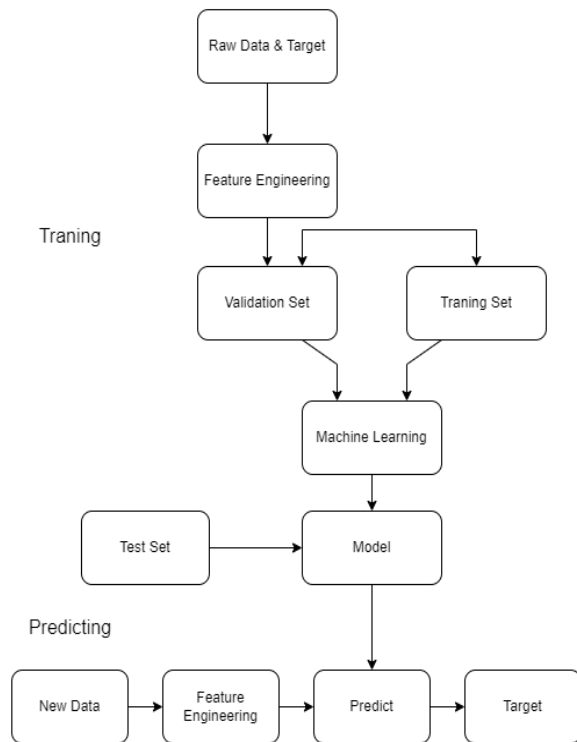 Raw Data & Target
Feature Engineering
Traning
Validation Set
Traning Set
Machine Learning
Test Set
Model
Predicting
New Data
Feature
Engineering
Predict
Target